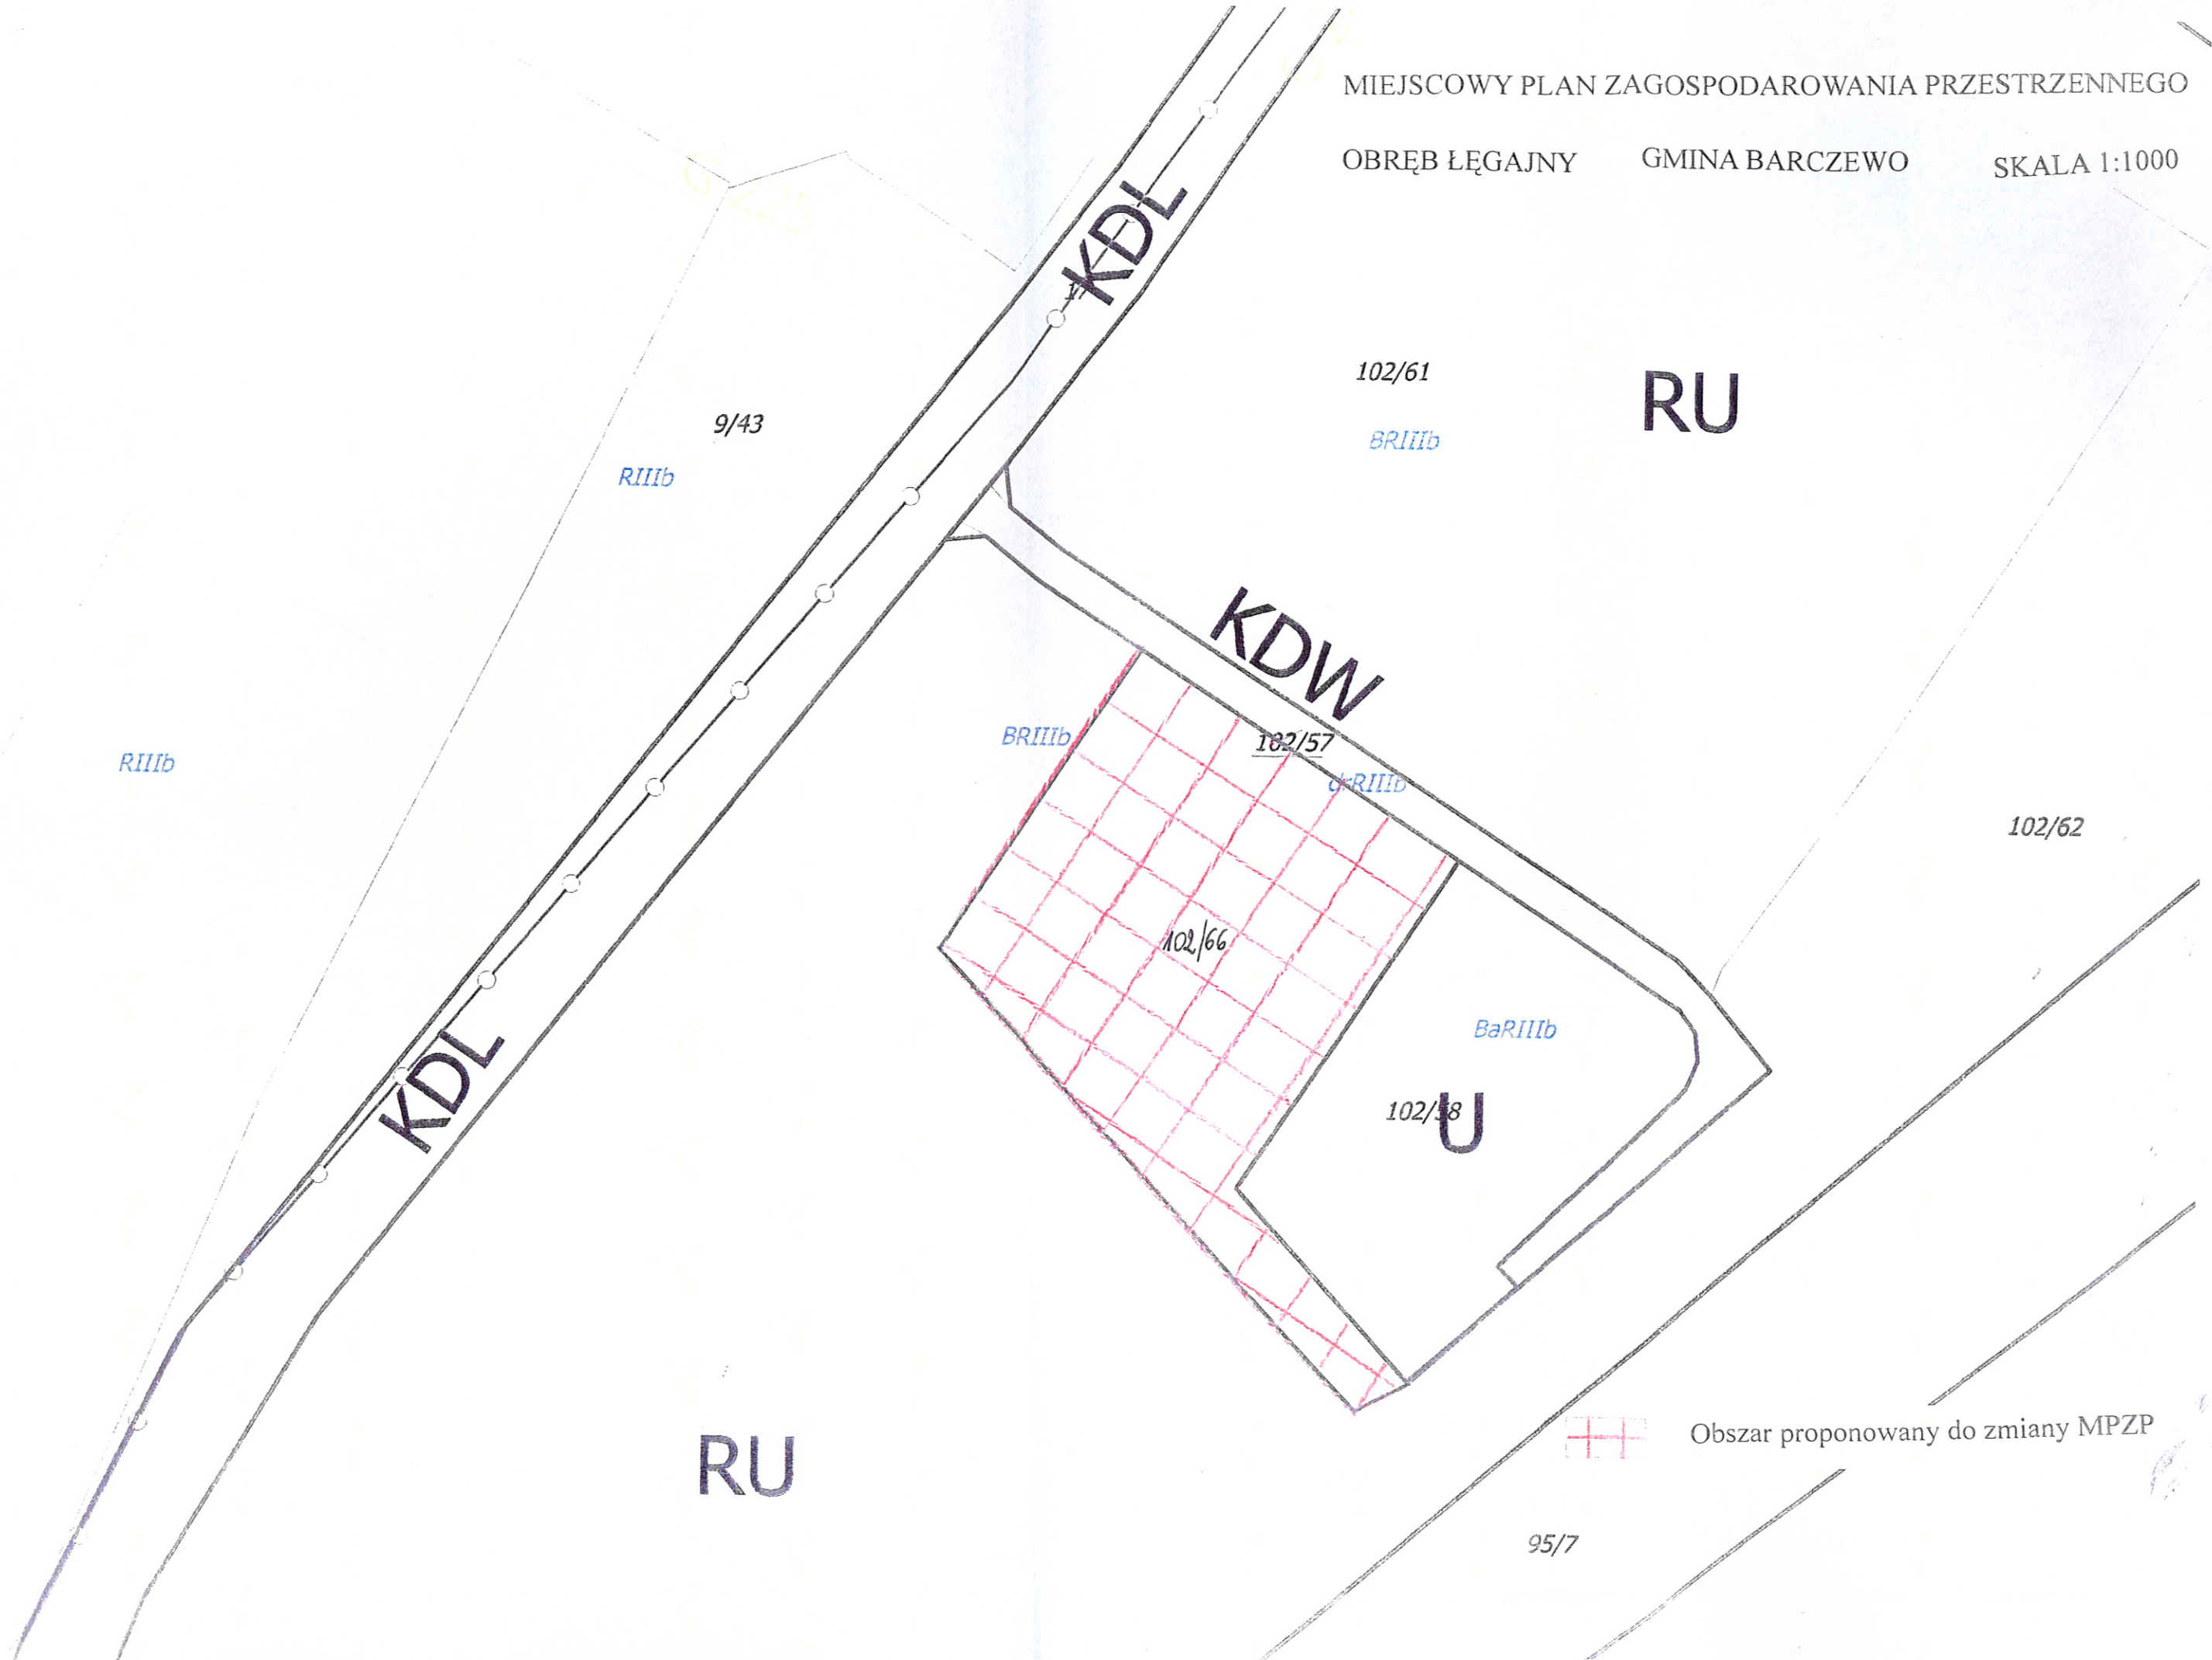 MIEJSCOWY PLAN ZAGOSPODAROWANIA PRZESTRZENNEGO
OBRĘB ŁĘGAJNY GMINA BARCZEWO SKALA 1:1000
KDL
102/61
RU
BRIIIb
9/43
RIIIb
KDW
BRIIIb
102/57
drRIIIb
RIIIb
102/62
102/66
BaRIIIb
KDL
102/58
U
Obszar proponowany do zmiany MPZP
RU
95/7